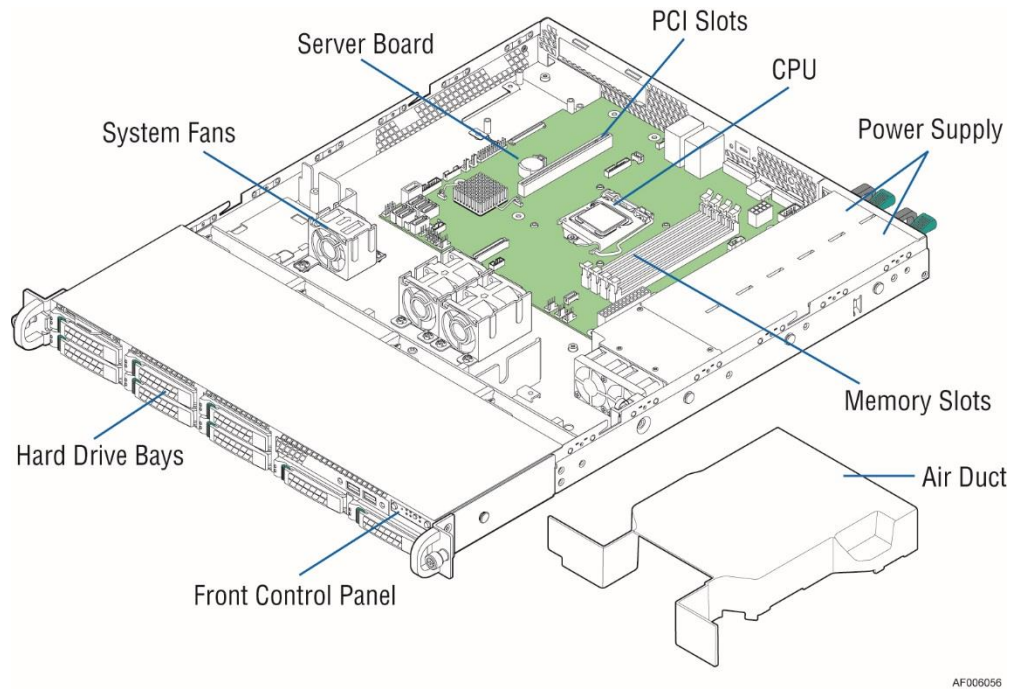 PCI Slots
Server Board
CPU
System Fans
Power Supply
Memory Slots
Hard Drive Bays
Air Duct
Front Control Panel
AF006056